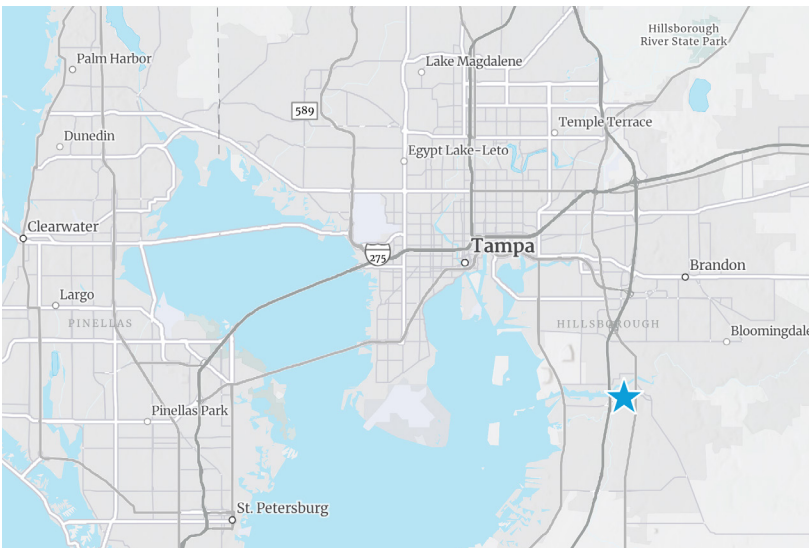 Hillsborough
River State Park
Palm Harbor
Lake Magdalene
589
Temple Terrace
Dunedin
Egypt Lake-Leto
Clearwater
Tampa
275
Brandon
Largo
PINELLAS
HILLSBOROUGH
Bloomingdale
Pinellas Park
St. Petersburg